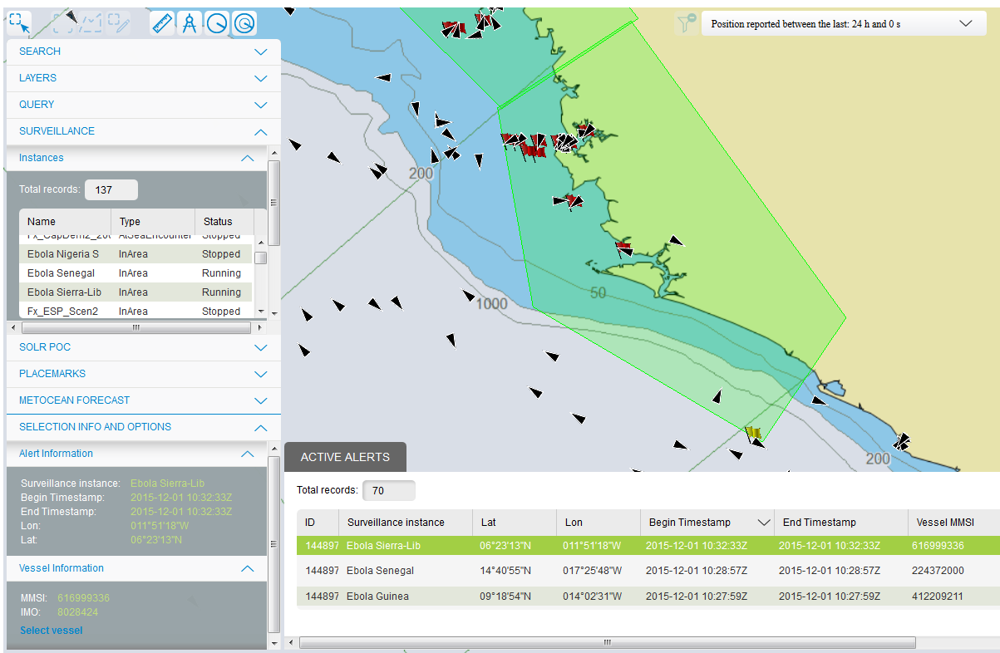 Position reported between the last: 24 h and 0 s
SEARCH
LAYERS
QUERY
SURVEILLANCE
Instances
Total records: 137
Name Type Status
Ebola Nigeria S InArea Stopped
Ebola Senegal InArea Running
Ebola Sierra-Lib InArea Running
Fx_ESP_Scen2 InArea Stopped
SOLR POC
PLACEMARKS
METOCEAN FORECAST
SELECTION INFO AND OPTIONS
Alert Information
Surveillance instance: Ebola Sierra-Lib
Begin Timestamp: 2015-12-01 10:32:33Z
End Timestamp: 2015-12-01 10:32:33Z
Lon: 011°51'18"W
Lat: 06°23'13"N
Vessel Information
MMSI: 616999336
IMO: 8028424
Select vessel
200
1000
50
200
ACTIVE ALERTS
Total records: 70
ID Surveillance instance Lat Lon Begin Timestamp End Timestamp Vessel MMSI
144897 Ebola Sierra-Lib 06°23'13"N 011°51'18"W 2015-12-01 10:32:33Z 2015-12-01 10:32:33Z 616999336
144897 Ebola Senegal 14°40'55"N 017°25'48"W 2015-12-01 10:28:57Z 2015-12-01 10:28:57Z 224372000
144897 Ebola Guinea 09°18'54"N 014°02'31"W 2015-12-01 10:27:59Z 2015-12-01 10:27:59Z 412209211